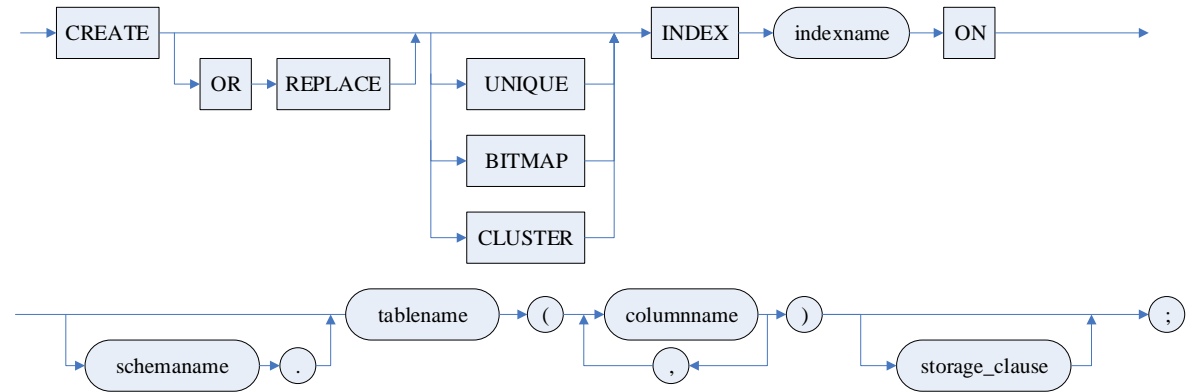 CREATE INDEX indexname ON
OR REPLACE UNIQUE
BITMAP
CLUSTER
tablename ( columnname ) ;
schemaname . , storage_clause